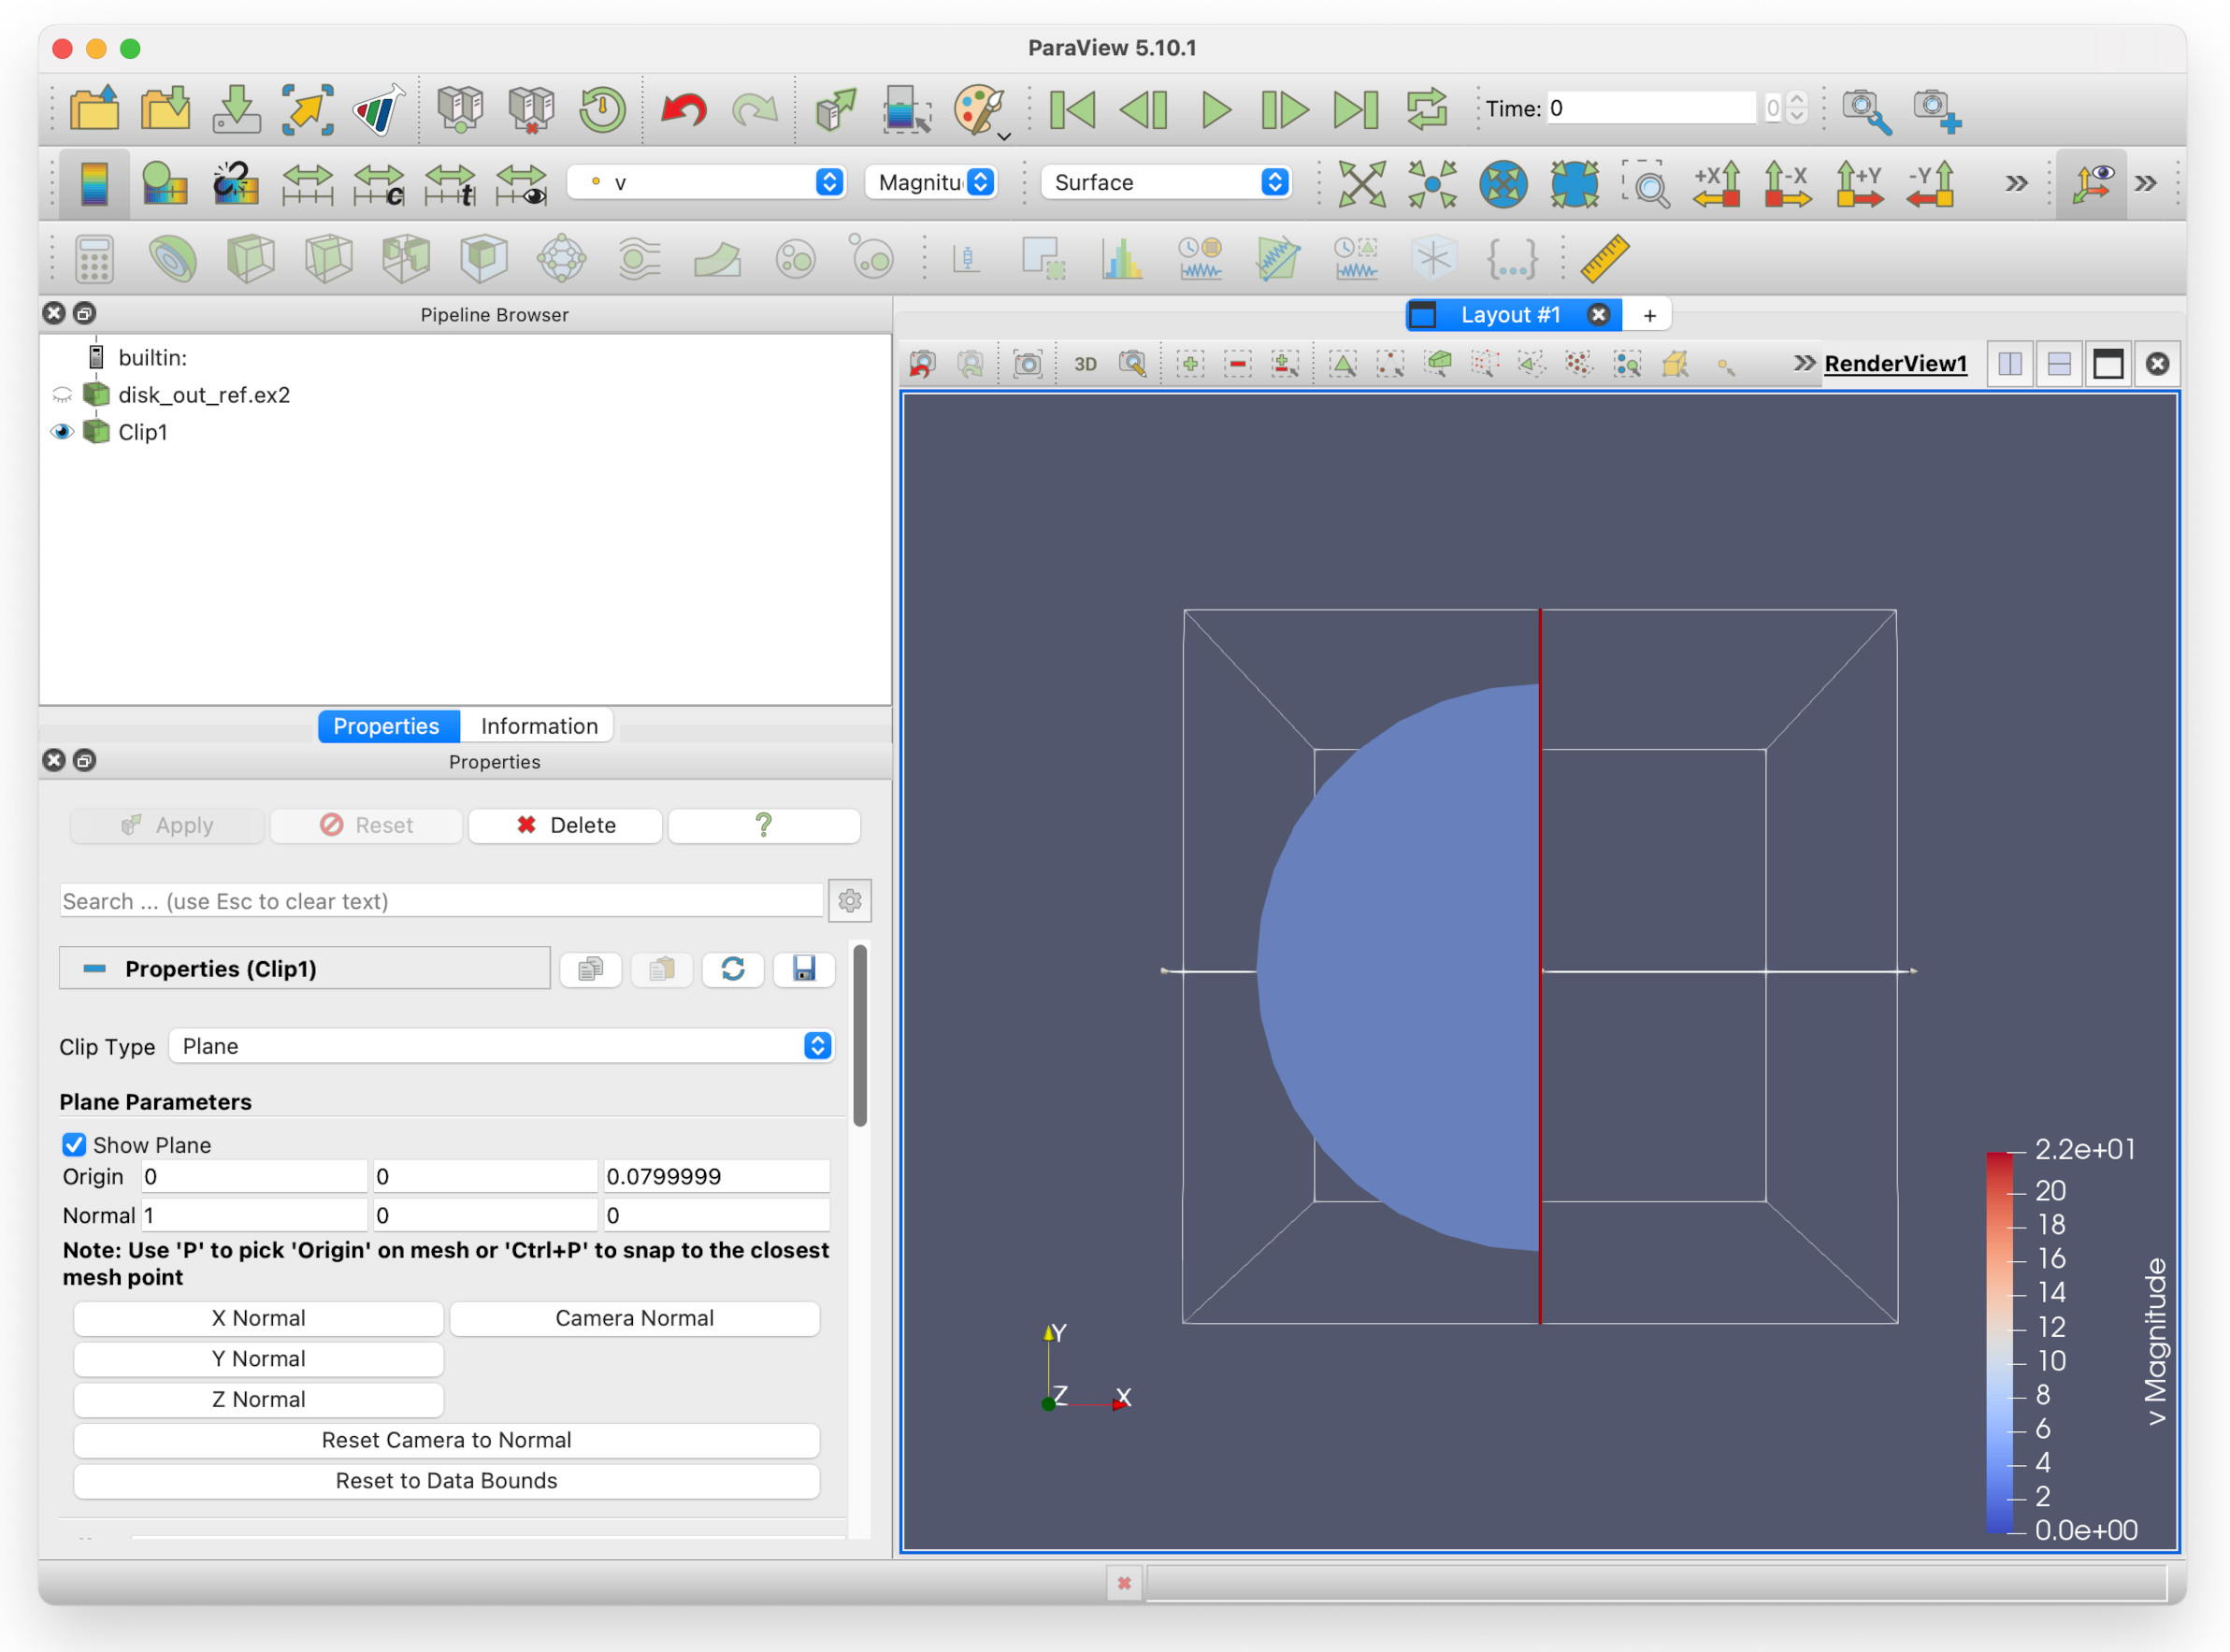 ParaView 5.10.1
Time: 0
0
+X
-X
+Y
-Y
c
t
v
Magnitu
Surface
Pipeline Browser
builtin:
disk_out_ref.ex2
Clip1
Properties
Information
Properties
Apply
Reset
Delete
?
Search ... (use Esc to clear text)
Properties (Clip1)
Clip Type
Plane
Plane Parameters
Show Plane
Origin 0 0 0.0799999
Normal 1 0 0
Note: Use 'P' to pick 'Origin' on mesh or 'Ctrl+P' to snap to the closest
mesh point
X Normal
Camera Normal
Y Normal
Z Normal
Reset Camera to Normal
Reset to Data Bounds
Layout #1
+
3D
RenderView1
Y
Z
X
2.2e+01
20
18
16
14
12
10
8
6
4
2
0.0e+00
v Magnitude